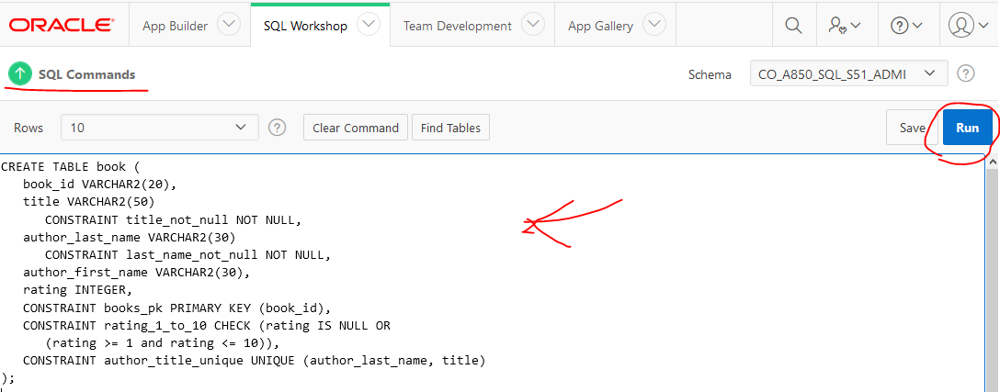 ORACLE App Builder SQL Workshop Team Development App Gallery
SQL Commands Schema CO_A850_SQL_S51_ADMI
Rows 10 Clear Command Find Tables Save Run
CREATE TABLE book (
   book_id VARCHAR2(20),
   title VARCHAR2(50)
      CONSTRAINT title_not_null NOT NULL,
   author_last_name VARCHAR2(30)
      CONSTRAINT last_name_not_null NOT NULL,
   author_first_name VARCHAR2(30),
   rating INTEGER,
   CONSTRAINT books_pk PRIMARY KEY (book_id),
   CONSTRAINT rating_1_to_10 CHECK (rating IS NULL OR
      (rating >= 1 and rating <= 10)),
   CONSTRAINT author_title_unique UNIQUE (author_last_name, title)
);